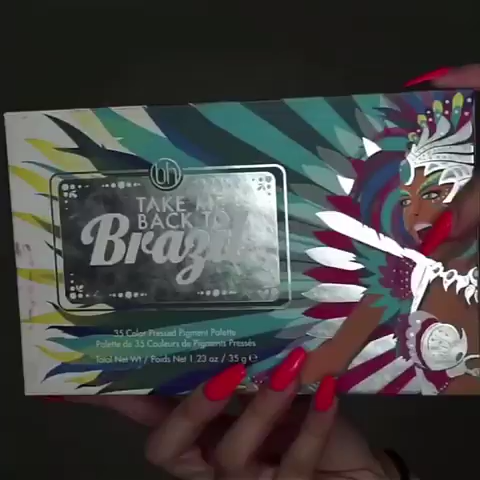 bh
TAKE ME
BACK TO
Brazil
35 Color Pressed Pigment Palette
Palette de 35 Couleurs de Pigments Pressés
Total Net Wt / Poids Net 1.23 oz / 35 g ℮